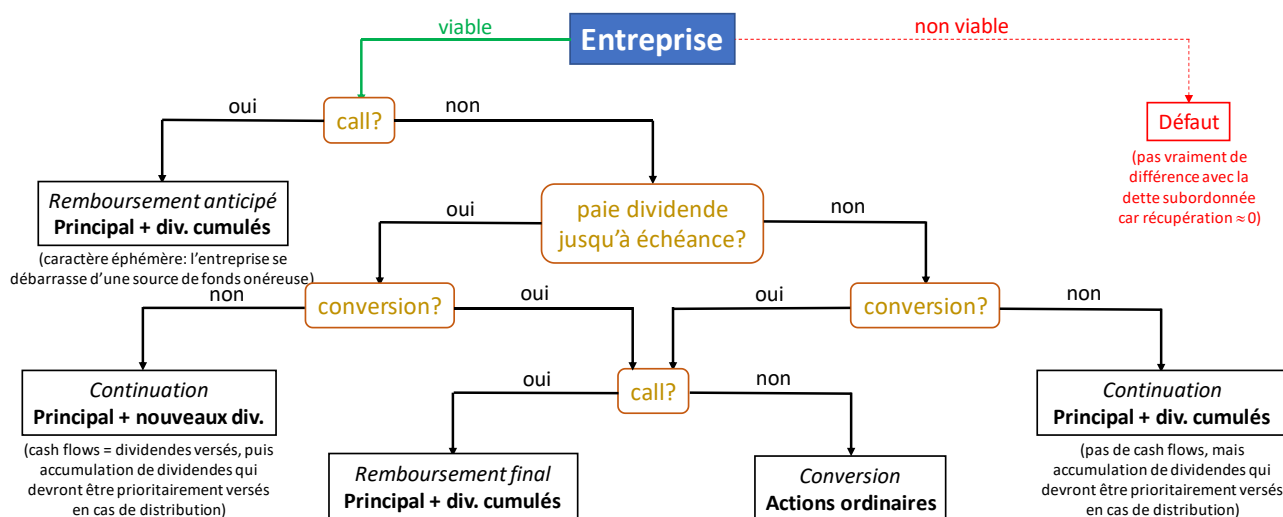 viable
Entreprise
non viable
oui
call?
non
Défaut
(pas vraiment de
différence avec la
dette subordonnée
car récupération ≈ 0)
Remboursement anticipé
Principal + div. cumulés
(caractère éphémère: l'entreprise se
débarrasse d'une source de fonds onéreuse)
oui
paie dividende
jusqu'à échéance?
non
non
conversion?
oui
oui
conversion?
non
Continuation
Principal + nouveaux div.
(cash flows = dividendes versés, puis
accumulation de dividendes qui
devront être prioritairement versés
en cas de distribution)
oui
call?
non
Continuation
Principal + div. cumulés
(pas de cash flows, mais
accumulation de dividendes qui
devront être prioritairement versés
en cas de distribution)
Remboursement final
Principal + div. cumulés
Conversion
Actions ordinaires